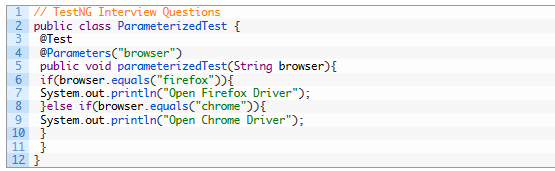 1 // TestNG Interview Questions
2 public class ParameterizedTest {
3 @Test
4 @Parameters("browser")
5 public void parameterizedTest(String browser){
6 if(browser.equals("firefox")){
7 System.out.println("Open Firefox Driver");
8 }else if(browser.equals("chrome")){
9 System.out.println("Open Chrome Driver");
10 }
11 }
12 }